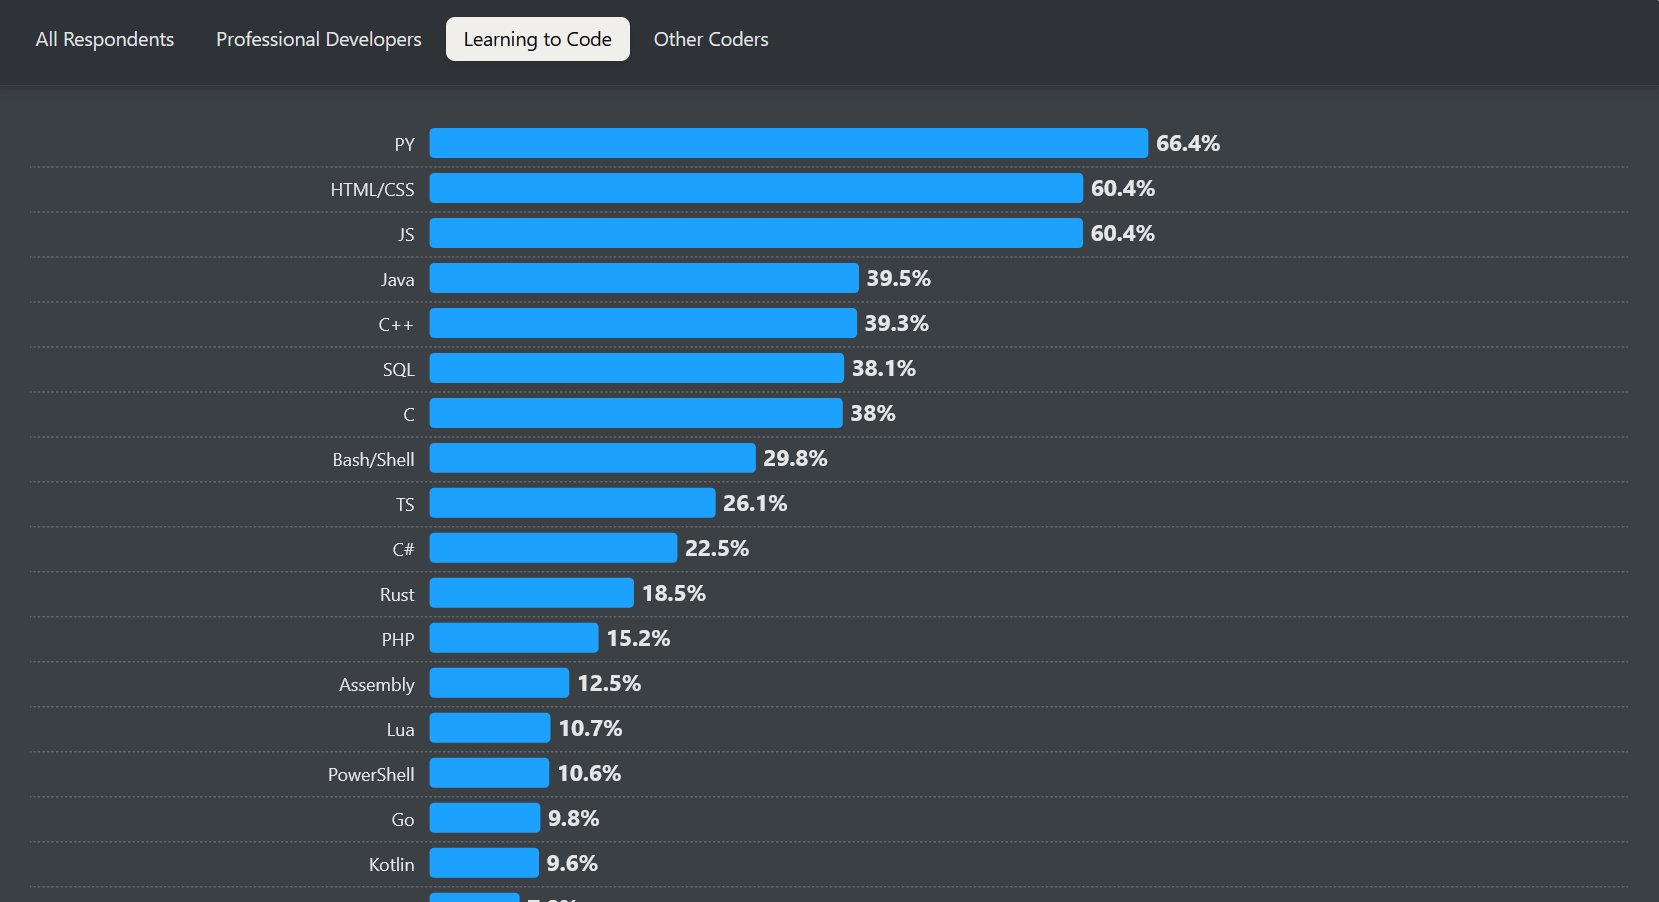 All Respondents Professional Developers Learning to Code Other Coders
PY 66.4%
HTML/CSS 60.4%
JS 60.4%
Java 39.5%
C++ 39.3%
SQL 38.1%
C 38%
Bash/Shell 29.8%
TS 26.1%
C# 22.5%
Rust 18.5%
PHP 15.2%
Assembly 12.5%
Lua 10.7%
PowerShell 10.6%
Go 9.8%
Kotlin 9.6%